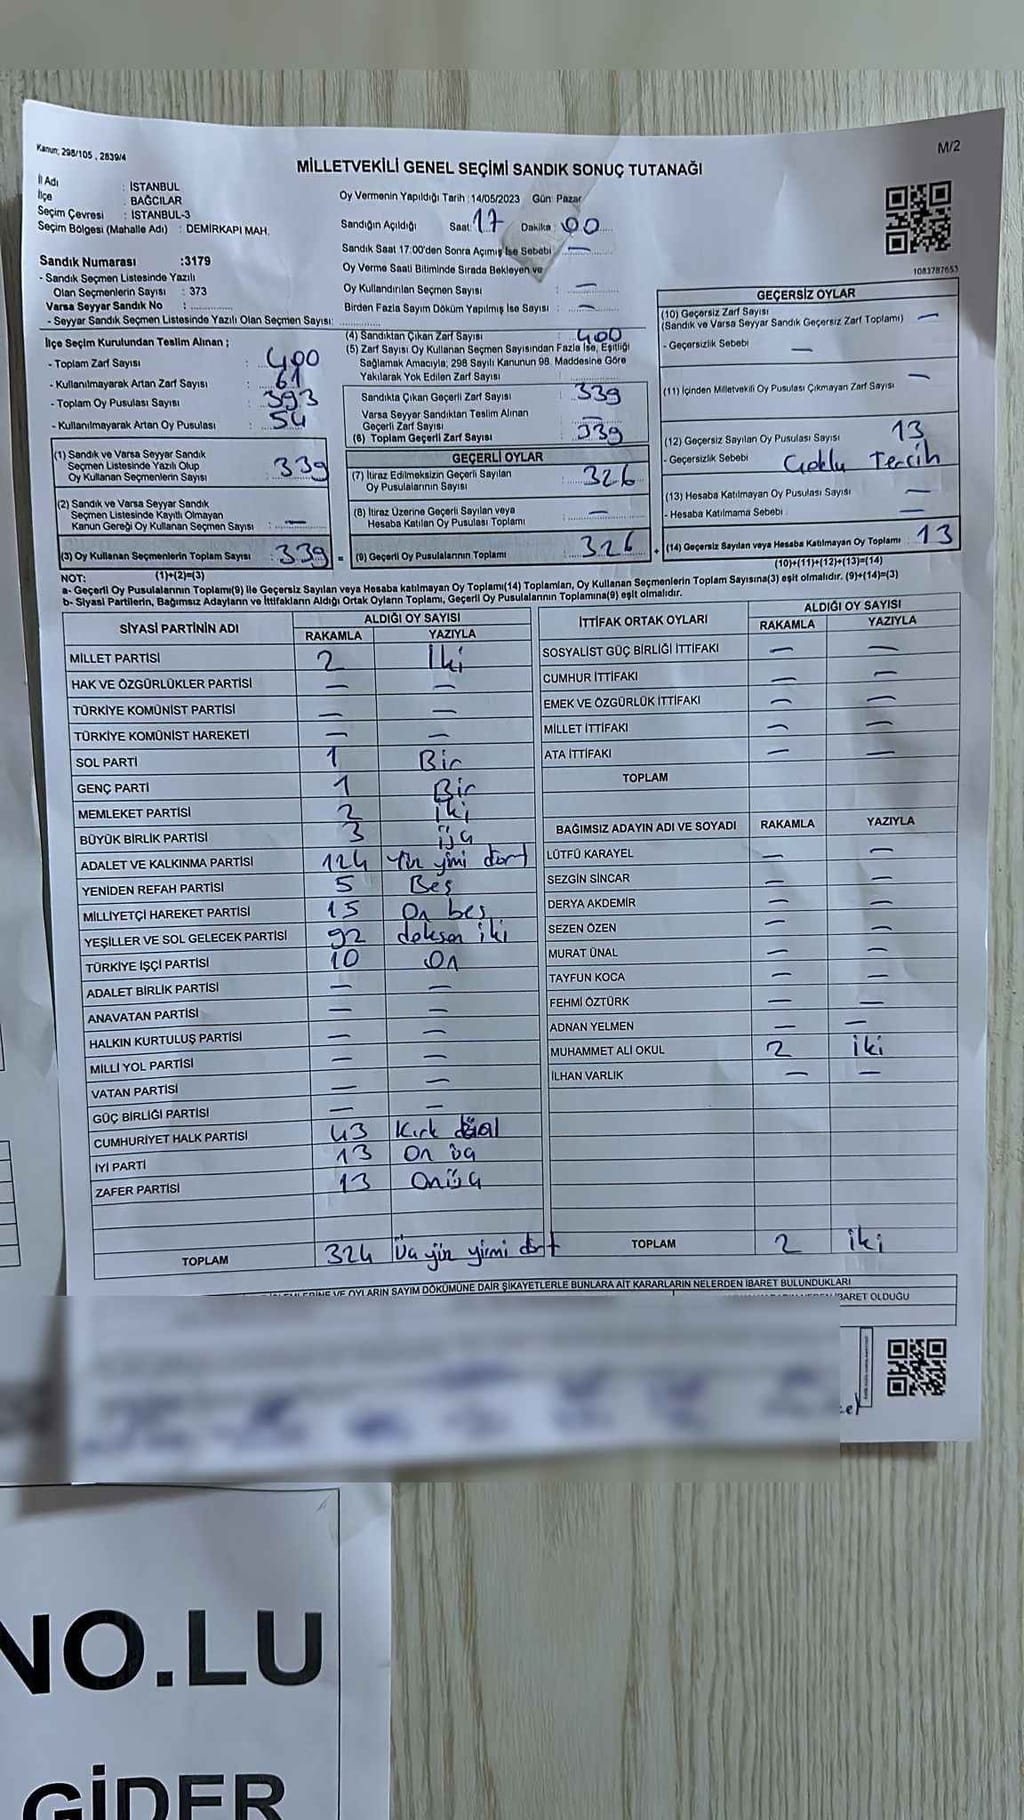 Kanun; 298/105 , 2839/4
M/2
MİLLETVEKİLİ GENEL SEÇİMİ SANDIK SONUÇ TUTANAĞI
İl Adı : İSTANBUL
İlçe : BAĞCILAR
Seçim Çevresi : İSTANBUL-3
Seçim Bölgesi (Mahalle Adı) : DEMİRKAPI MAH.
Sandık Numarası :3179
- Sandık Seçmen Listesinde Yazılı
Olan Seçmenlerin Sayısı : 373
Varsa Seyyar Sandık No :
- Seyyar Sandık Seçmen Listesinde Yazılı Olan Seçmen Sayısı:
Oy Vermenin Yapıldığı Tarih :14/05/2023 Gün: Pazar
Sandığın Açıldığı Saat: 17 Dakika : 00
Sandık Saat 17.00'den Sonra Açımış İse Sebebi : —
Oy Verme Saati Bitiminde Sırada Bekleyen ve
Oy Kullandırılan Seçmen Sayısı : —
Birden Fazla Sayım Döküm Yapılmış İse Sayısı : —
1083787653
İlçe Seçim Kurulundan Teslim Alınan ;
- Toplam Zarf Sayısı : 400
- Kullanılmayarak Artan Zarf Sayısı : 61
- Toplam Oy Pusulası Sayısı : 393
- Kullanılmayarak Artan Oy Pusulası : 54
(1) Sandık ve Varsa Seyyar Sandık
Seçmen Listesinde Yazılı Olup
Oy Kullanan Seçmenlerin Sayısı : 339
(2) Sandık ve Varsa Seyyar Sandık
Seçmen Listesinde Kayıtlı Olmayan
Kanun Gereği Oy Kullanan Seçmen Sayısı : —
(3) Oy Kullanan Seçmenlerin Toplam Sayısı : 339 =
(4) Sandıktan Çıkan Zarf Sayısı : 400
(5) Zarf Sayısı Oy Kullanan Seçmen Sayısından Fazla İse, Eşitliği
Sağlamak Amacıyla; 298 Sayılı Kanunun 98. Maddesine Göre
Yakılarak Yok Edilen Zarf Sayısı
Sandıkta Çıkan Geçerli Zarf Sayısı : 339
Varsa Seyyar Sandıktan Teslim Alınan
Geçerli Zarf Sayısı : —
(6) Toplam Geçerli Zarf Sayısı : 339
GEÇERLİ OYLAR
(7) İtiraz Edilmeksizin Geçerli Sayılan
Oy Pusulalarının Sayısı : 326
(8) İtiraz Üzerine Geçerli Sayılan veya
Hesaba Katılan Oy Pusulası Toplamı : —
(9) Geçerli Oy Pusulalarının Toplamı : 326 +
GEÇERSİZ OYLAR
(10) Geçersiz Zarf Sayısı
(Sandık ve Varsa Seyyar Sandık Geçersiz Zarf Toplamı) : —
- Geçersizlik Sebebi : —
(11) İçinden Milletvekili Oy Pusulası Çıkmayan Zarf Sayısı : —
(12) Geçersiz Sayılan Oy Pusulası Sayısı : 13
- Geçersizlik Sebebi : Çoklu Tercih
(13) Hesaba Katılmayan Oy Pusulası Sayısı : —
- Hesaba Katılmama Sebebi : —
(14) Geçersiz Sayılan veya Hesaba Katılmayan Oy Toplamı : 13
NOT: (1)+(2)=(3)
(10)+(11)+(12)+(13)=(14)
a- Geçerli Oy Pusulalarının Toplamı(9) ile Geçersiz Sayılan veya Hesaba katılmayan Oy Toplamı(14) Toplamları, Oy Kullanan Seçmenlerin Toplam Sayısına(3) eşit olmalıdır. (9)+(14)=(3)
b- Siyasi Partilerin, Bağımsız Adayların ve İttifakların Aldığı Ortak Oyların Toplamı, Geçerli Oy Pusulalarının Toplamına(9) eşit olmalıdır.
SİYASİ PARTİNİN ADI ALDIĞI OY SAYISI
RAKAMLA YAZIYLA
MİLLET PARTİSİ 2 İki
HAK VE ÖZGÜRLÜKLER PARTİSİ — —
TÜRKİYE KOMÜNİST PARTİSİ — —
TÜRKİYE KOMÜNİST HAREKETİ — —
SOL PARTİ 1 Bir
GENÇ PARTİ 1 Bir
MEMLEKET PARTİSİ 2 İki
BÜYÜK BİRLİK PARTİSİ 3 üç
ADALET VE KALKINMA PARTİSİ 124 Yüz yimi dört
YENİDEN REFAH PARTİSİ 5 Beş
MİLLİYETÇİ HAREKET PARTİSİ 15 On beş
YEŞİLLER VE SOL GELECEK PARTİSİ 92 doksan iki
TÜRKİYE İŞÇİ PARTİSİ 10 On
ADALET BİRLİK PARTİSİ — —
ANAVATAN PARTİSİ — —
HALKIN KURTULUŞ PARTİSİ — —
MİLLİ YOL PARTİSİ — —
VATAN PARTİSİ — —
GÜÇ BİRLİĞİ PARTİSİ — —
CUMHURİYET HALK PARTİSİ 43 Kırk
İYİ PARTİ 13 On üç
ZAFER PARTİSİ 13 Onüç
TOPLAM 324 Üç yüz yirmi dört
İTTİFAK ORTAK OYLARI ALDIĞI OY SAYISI
RAKAMLA YAZIYLA
SOSYALIST GÜÇ BİRLİĞİ İTTİFAKI — —
CUMHUR İTTİFAKI — —
EMEK VE ÖZGÜRLÜK İTTİFAKI — —
MİLLET İTTİFAKI — —
ATA İTTİFAKI — —
TOPLAM
BAĞIMSIZ ADAYIN ADI VE SOYADI RAKAMLA YAZIYLA
LÜTFÜ KARAYEL — —
SEZGİN SİNCAR — —
DERYA AKDEMİR — —
SEZEN ÖZEN — —
MURAT ÜNAL — —
TAYFUN KOCA — —
FEHMİ ÖZTÜRK — —
ADNAN YELMEN — —
MUHAMMET ALİ OKUL 2 İki
İLHAN VARLIK — —
TOPLAM 2 İki
VE OYLARIN SAYIM DÖKÜMÜNE DAİR ŞİKAYETLERLE BUNLARA AİT KARARLARIN NELERDEN İBARET BULUNDUKLARI
İBARET OLDUĞU
NO.LU
GİDER